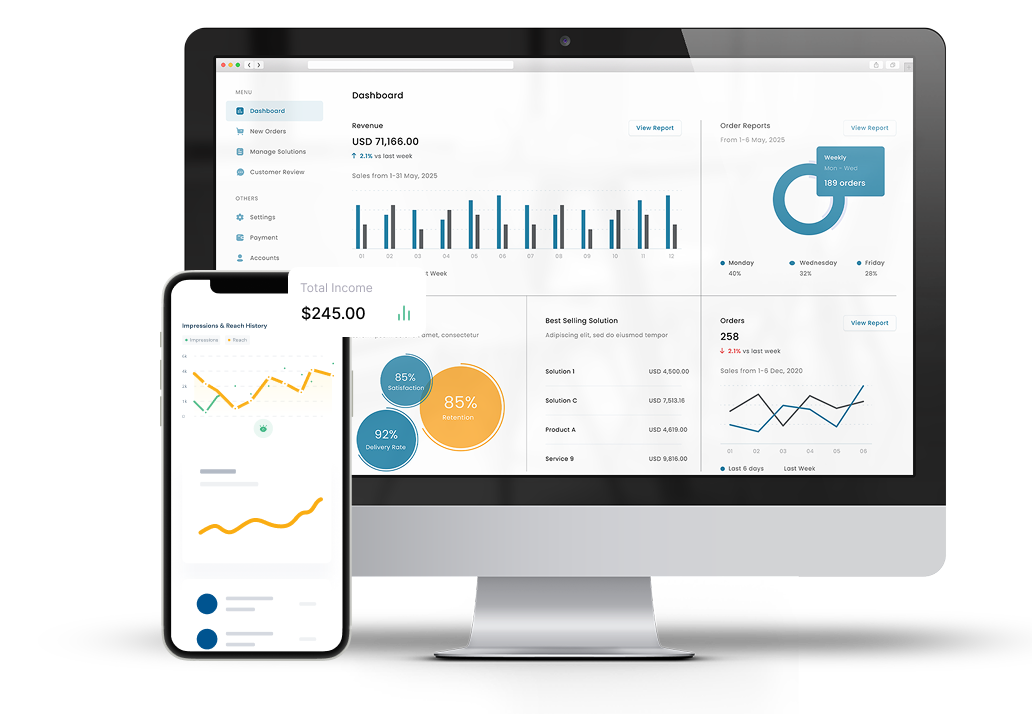 MENU
Dashboard
New Orders
Manage Solutions
Customer Review
OTHERS
Settings
Payment
Accounts
Dashboard
Revenue
View Report
USD 71,166.00
2.1% vs last week
Sales from 1-31 May, 2025
01 02 03 04 05 06 07 08 09 10 11 12
t Week
Order Reports
View Report
From 1-6 May, 2025
Weekly
Mon - Wed
189 orders
Monday Wednesday Friday
40% 32% 28%
amet, consectetur
85%
Satisfaction
85%
Retention
92%
Delivery Rate
Best Selling Solution
Adipiscing elit, sed do eiusmod tempor
Solution 1 USD 4,500.00
Solution C USD 7,513.16
Product A USD 4,619.00
Service 9 USD 9,816.00
Orders
View Report
258
2.1% vs last week
Sales from 1-6 Dec, 2020
01 02 03 04 05 06
Last 6 days Last Week
Total Income
$245.00
Impressions & Reach History
Impressions Reach